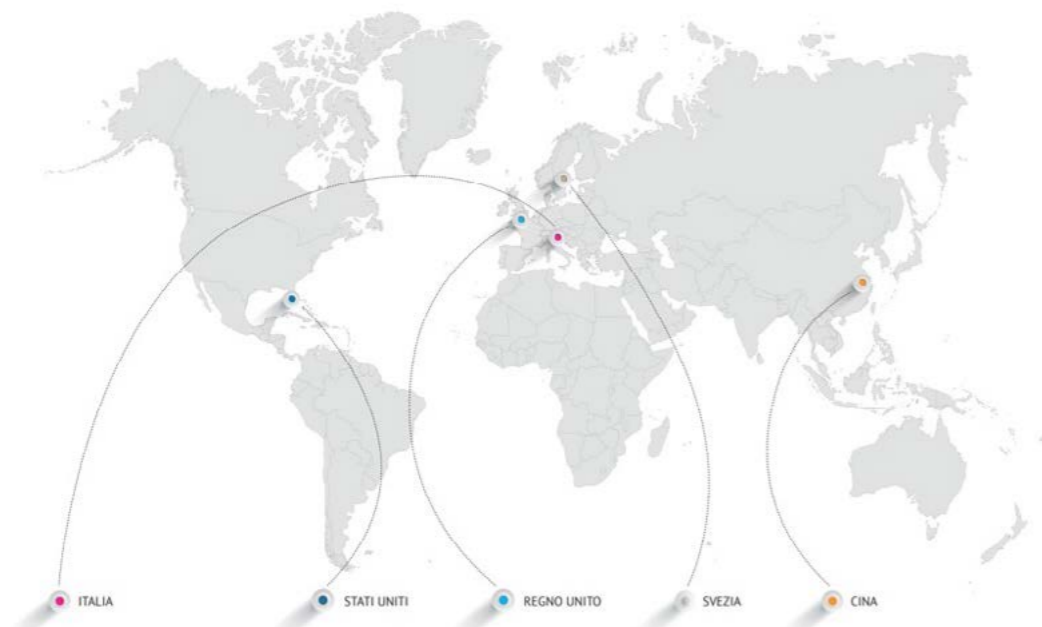 ITALIA
STATI UNITI
REGNO UNITO
SVEZIA
CINA